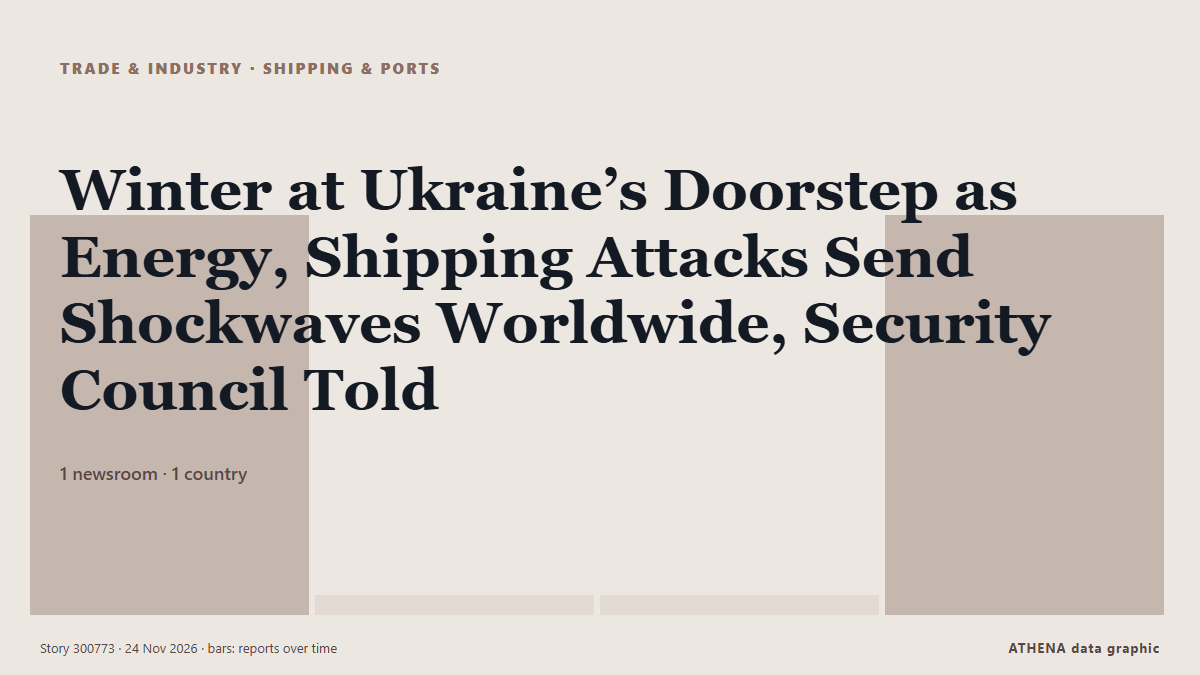 TRADE & INDUSTRY · SHIPPING & PORTS
Winter at Ukraine’s Doorstep as
Energy, Shipping Attacks Send
Shockwaves Worldwide, Security
Council Told
1 newsroom · 1 country
Story 300773 · 24 Nov 2026 · bars: reports over time
ATHENA data graphic